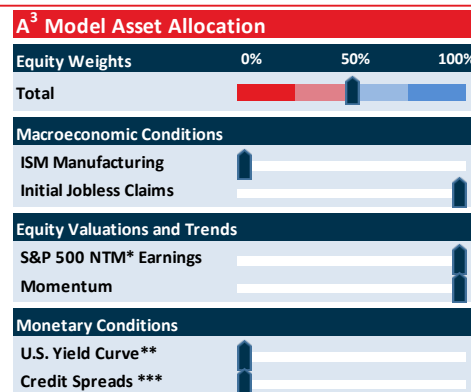 A³ Model Asset Allocation
Equity Weights 0% 50% 100%
Total
Macroeconomic Conditions
ISM Manufacturing
Initial Jobless Claims
Equity Valuations and Trends
S&P 500 NTM* Earnings
Momentum
Monetary Conditions
U.S. Yield Curve**
Credit Spreads ***